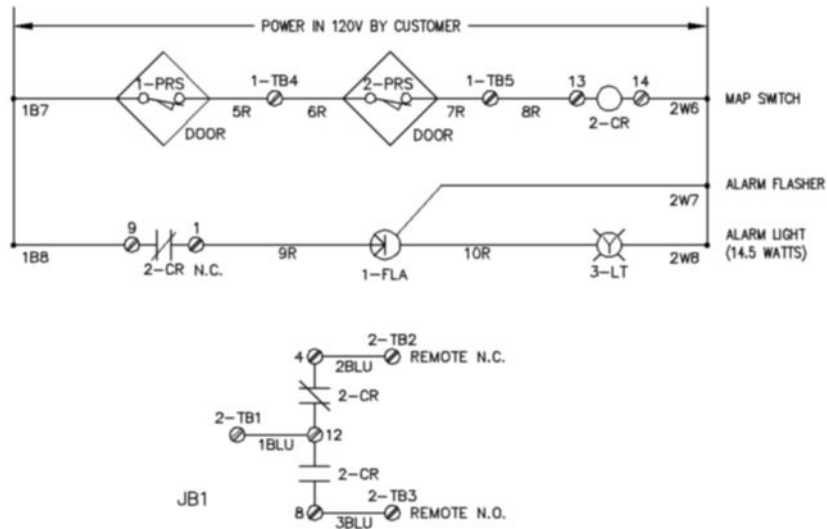 POWER IN 120V BY CUSTOMER
1-PRS 1-TB4 2-PRS 1-TB5 13 14
1B7 5R 6R 7R 8R 2-CR 2W6 MAP SWITCH
DOOR DOOR
2W7 ALARM FLASHER
9 1 ALARM LIGHT
1B8 2-CR N.C. 9R 1-FLA 10R Y 3-LT 2W8 (14.5 WATTS)
2-TB2
4 2BLU REMOTE N.C.
2-CR
2-TB1
1BLU 12
2-CR
JB1
2-TB3
8 3BLU REMOTE N.O.